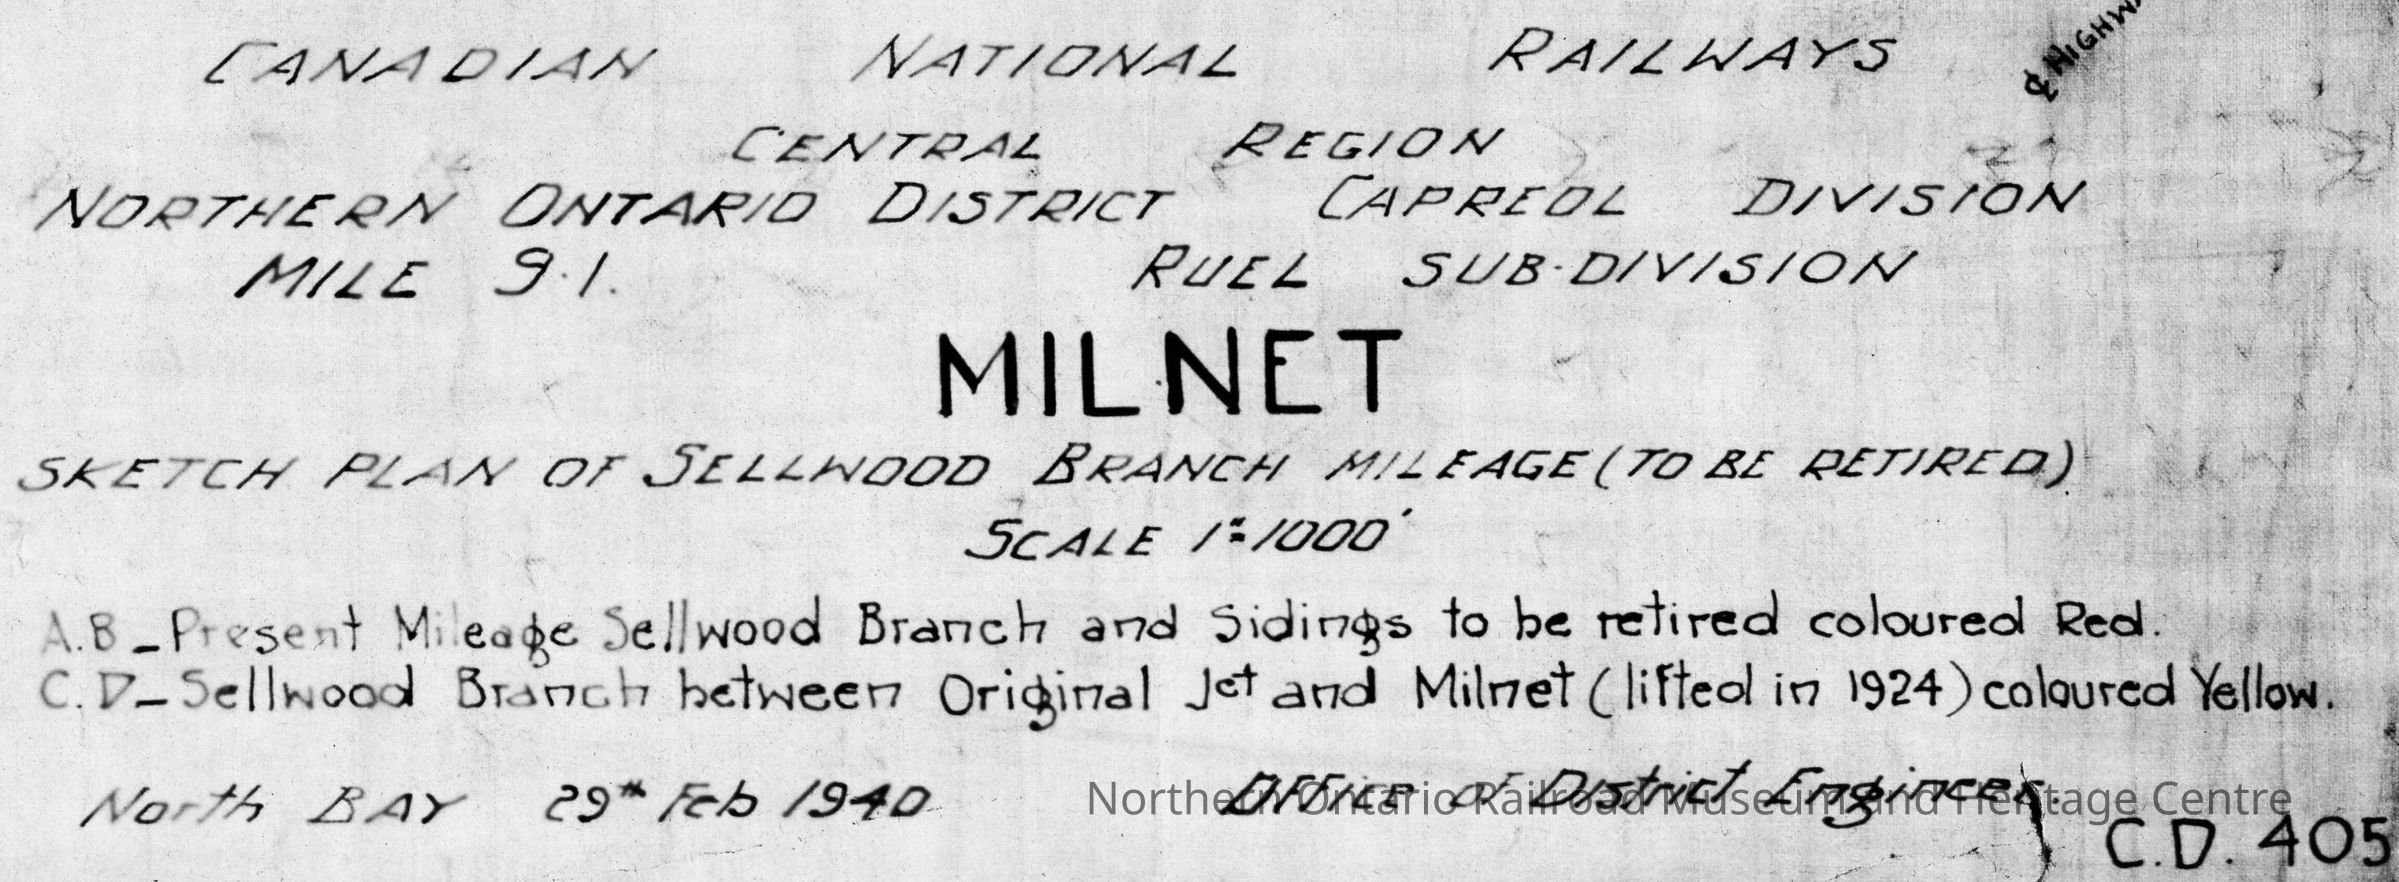 CANADIAN NATIONAL RAILWAYS
℄ HIGHWA
CENTRAL REGION
NORTHERN ONTARIO DISTRICT CAPREOL DIVISION
MILE 9.1. RUEL SUB-DIVISION
MILNET
SKETCH PLAN OF SELLWOOD BRANCH MILEAGE (TO BE RETIRED)
SCALE 1"=1000'
A.B - Present Mileage Sellwood Branch and Sidings to be retired coloured Red.
C.D - Sellwood Branch between Original Jct and Milnet (lifted in 1924) coloured Yellow.
North BAY 29th Feb 1940 Office of District Engineer.
Northern Ontario Railroad Museum and Heritage Centre
C.D. 405